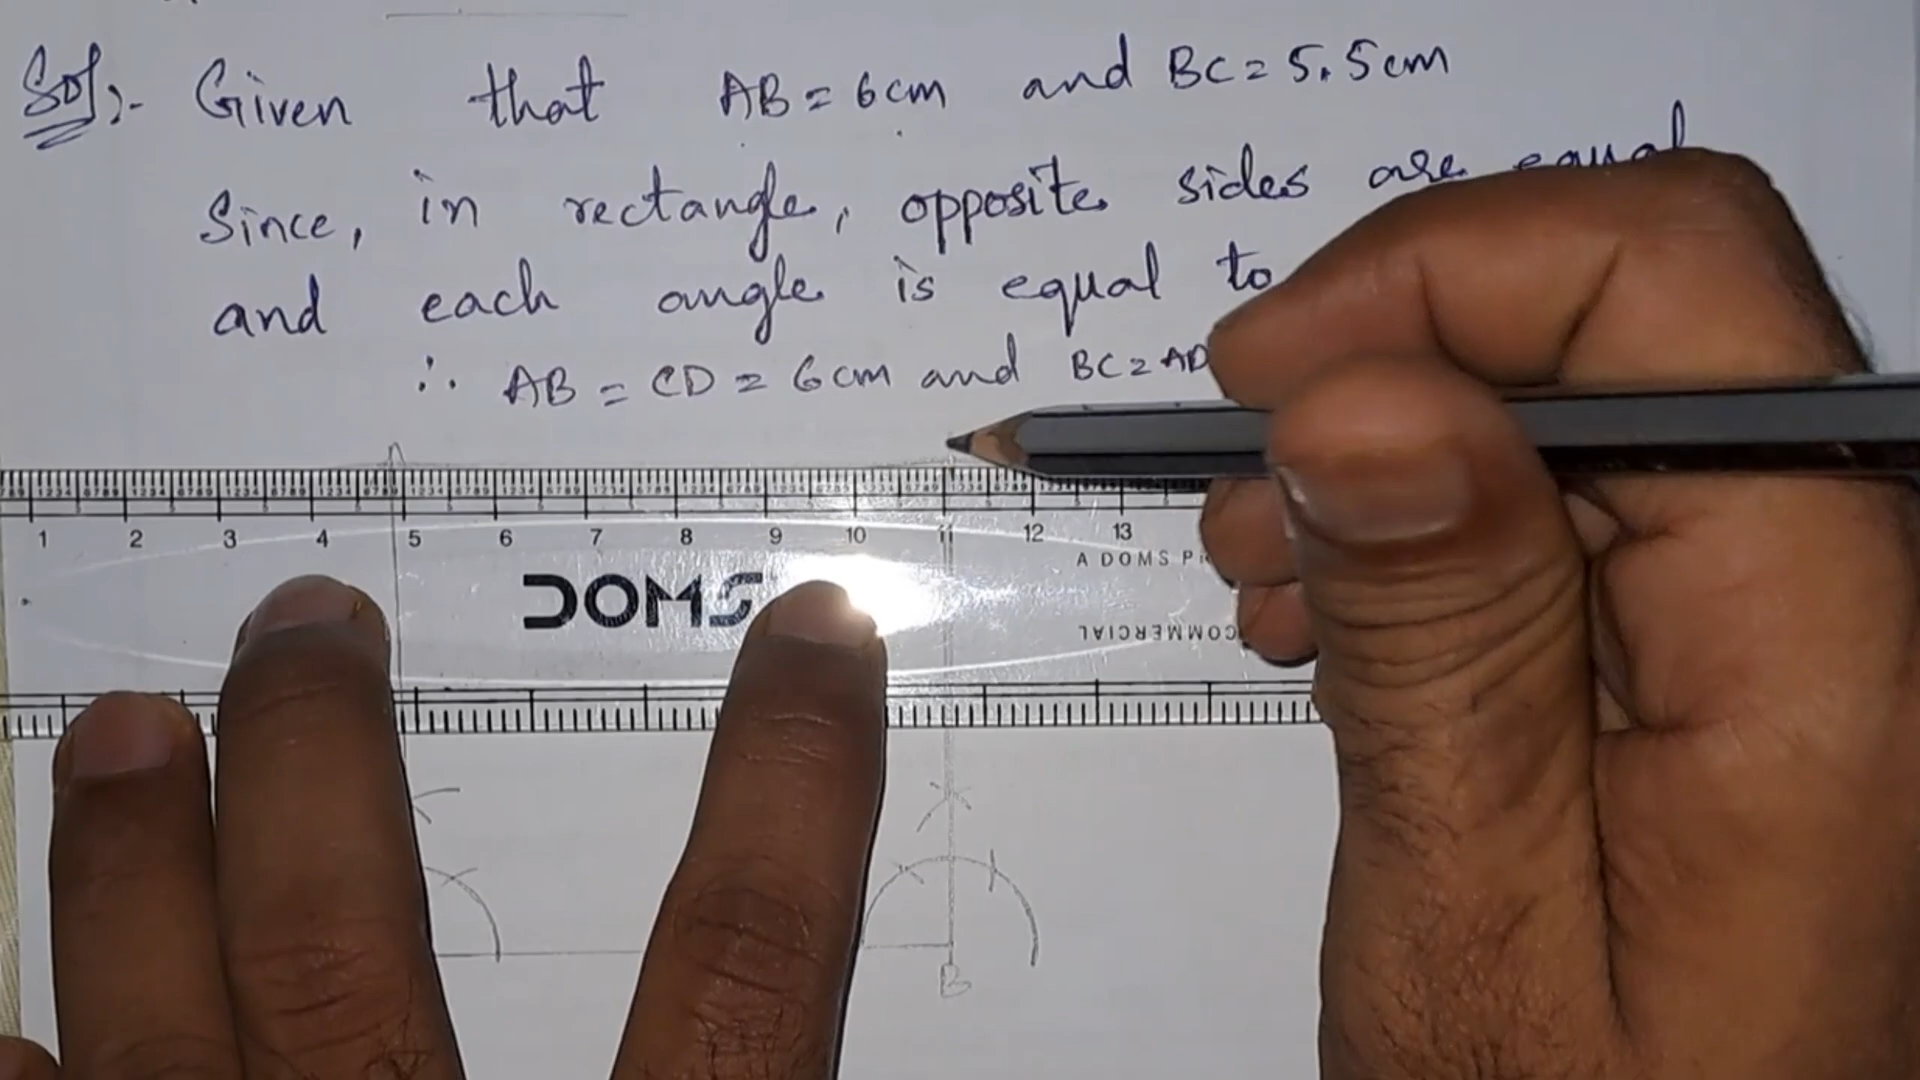 Sol:- Given that AB = 6cm and BC = 5.5cm
Since, in rectangle, opposite sides are equal
and each angle is equal to
∴ AB = CD = 6cm and BC = AD
1 2 3 4 5 6 7 8 9 10 11 12 13
A DOMS
DOMS
COMMERCIAL
B